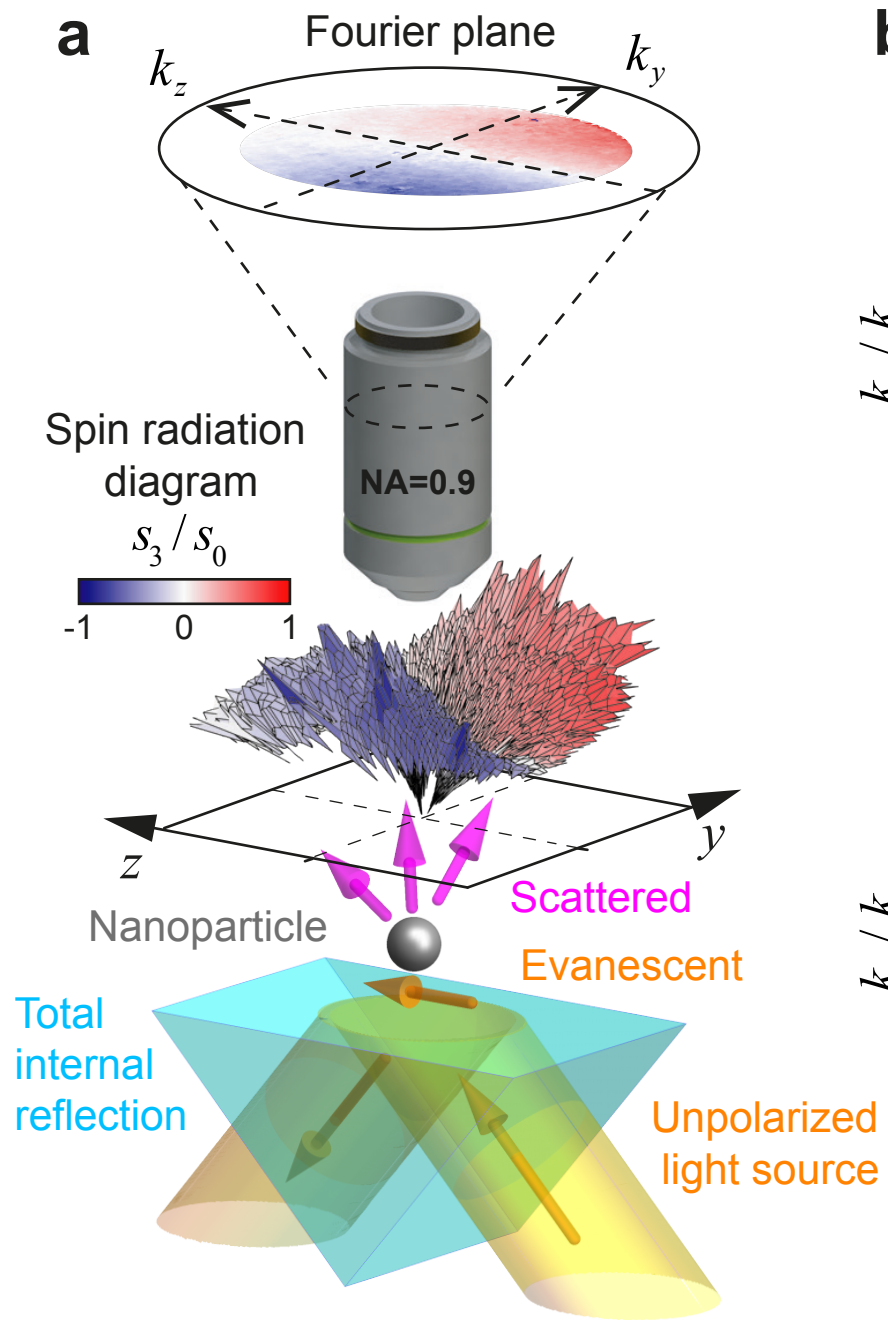 a
Fourier plane
b
k_z
k_y
k / k
NA=0.9
Spin radiation
diagram
s_3 / s_0
-1 0 1
z
y
Scattered
Nanoparticle
Evanescent
k / k
Total
internal
reflection
Unpolarized
light source